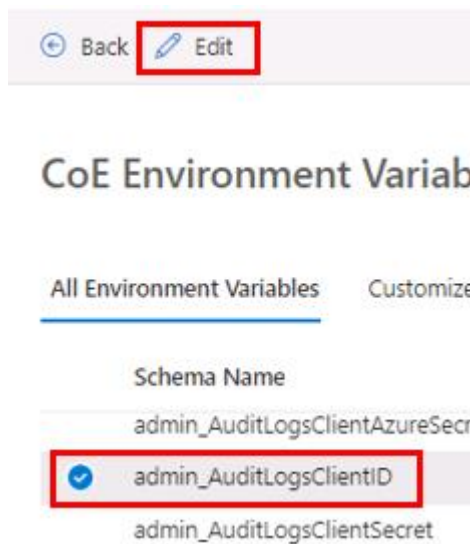 Back Edit
CoE Environment Variab
All Environment Variables Customize
Schema Name
admin_AuditLogsClientAzureSecr
admin_AuditLogsClientID
admin_AuditLogsClientSecret